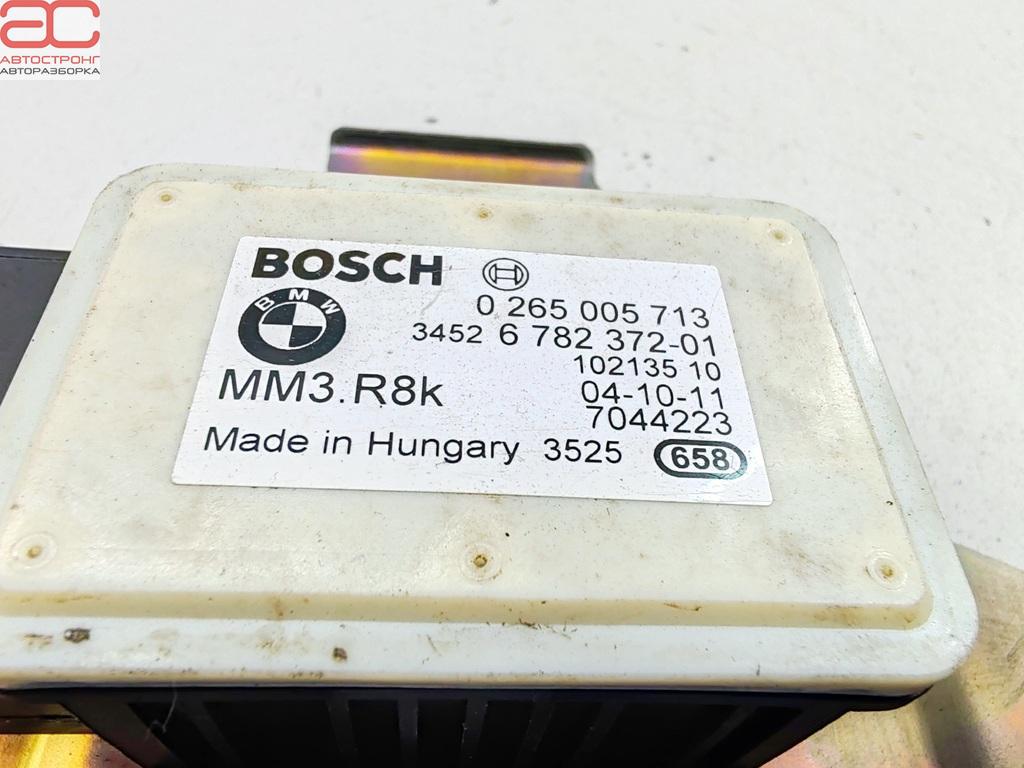 AC
АВТОСТРОНГ
АВТОРАЗБОРКА
BOSCH
0 265 005 713
BMW
3452 6 782 372-01
102135 10
MM3.R8k
04-10-11
7044223
Made in Hungary 3525 658